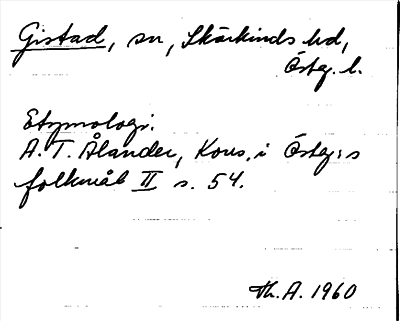 Gistad, sn, Skärkinds hd,
Östg. l.
Etymologi.
A. T. Ålander, Kons. i Östg:s
folkmål II s. 54.
Th. A. 1960